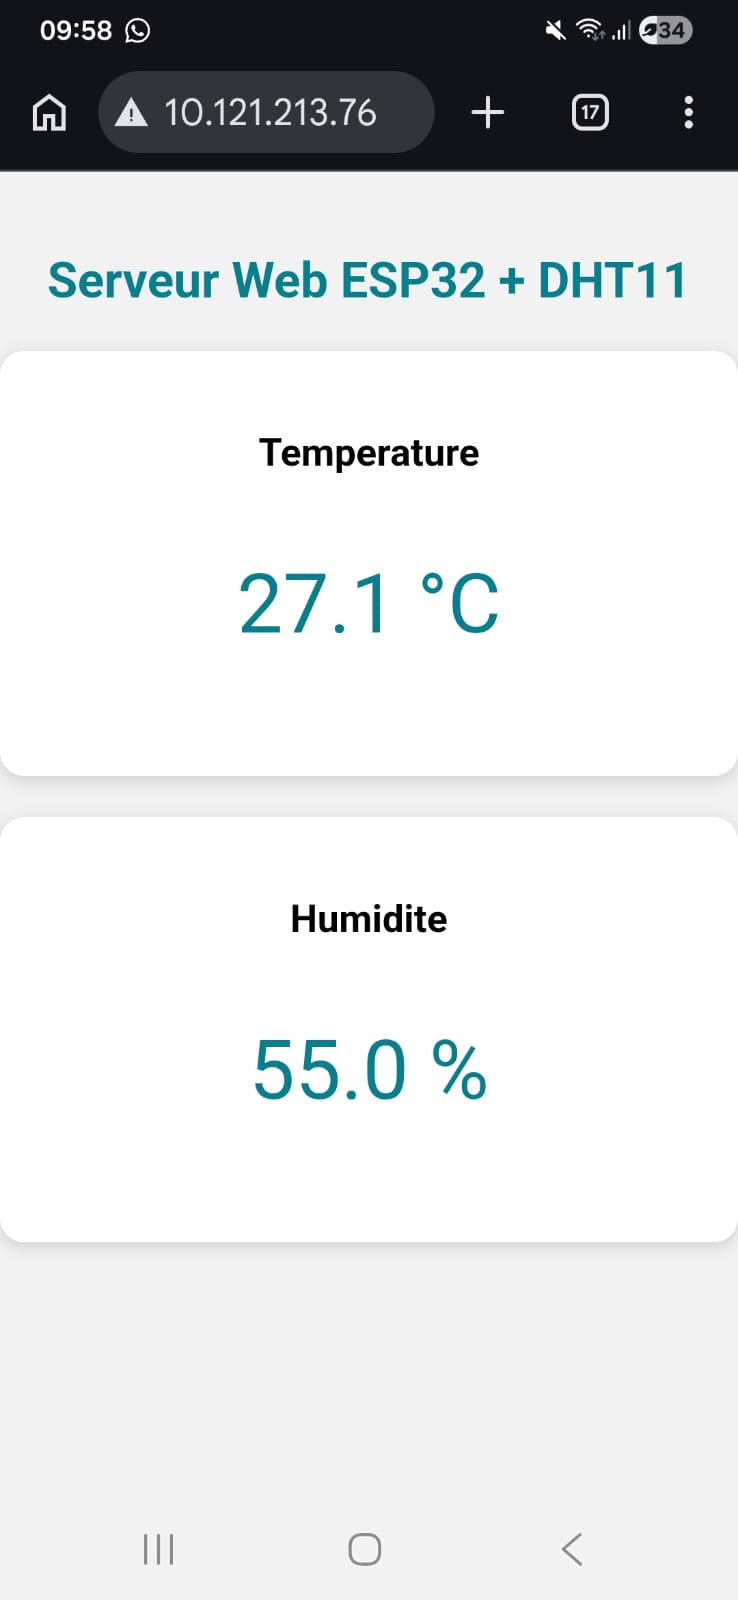 09:58
34
10.121.213.76
17
Serveur Web ESP32 + DHT11
Temperature
27.1 °C
Humidite
55.0 %